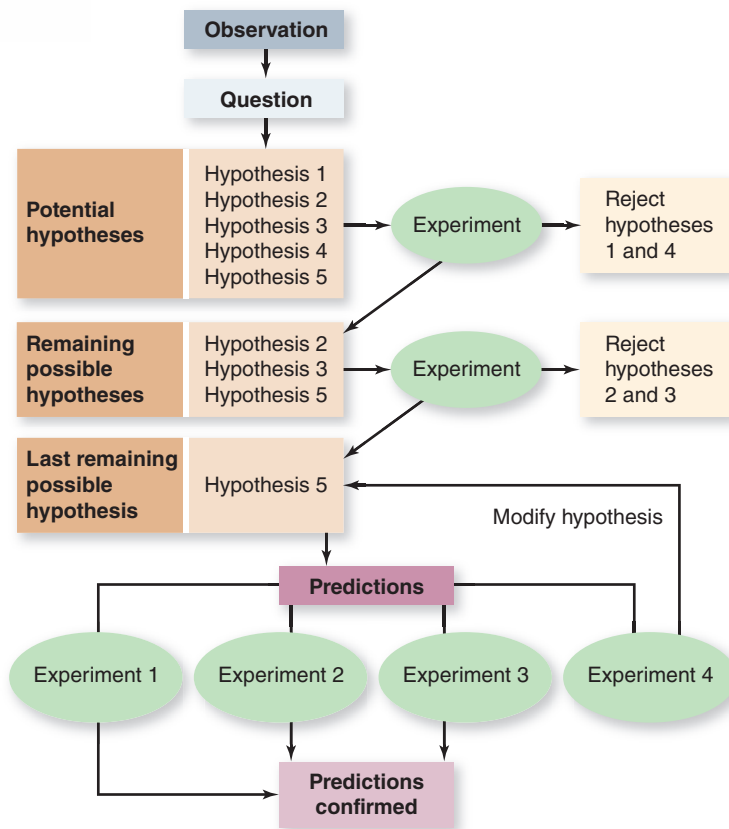 Observation
Question
Potential
hypotheses
Hypothesis 1
Hypothesis 2
Hypothesis 3
Hypothesis 4
Hypothesis 5
Experiment
Reject
hypotheses
1 and 4
Remaining
possible
hypotheses
Hypothesis 2
Hypothesis 3
Hypothesis 5
Experiment
Reject
hypotheses
2 and 3
Last remaining
possible
hypothesis
Hypothesis 5
Modify hypothesis
Predictions
Experiment 1
Experiment 2
Experiment 3
Experiment 4
Predictions
confirmed